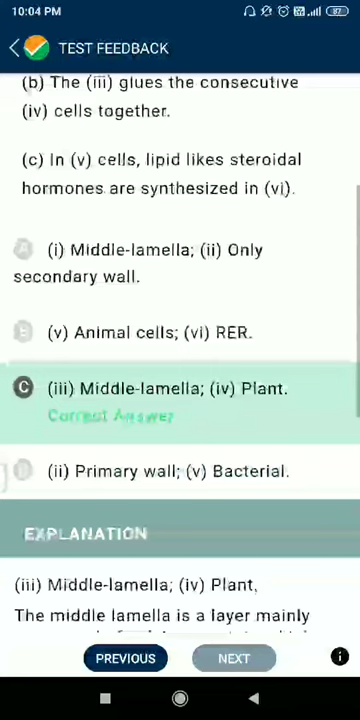 10:04 PM
87
TEST FEEDBACK
(b) The (iii) glues the consecutive
(iv) cells together.
(c) In (v) cells, lipid likes steroidal
hormones are synthesized in (vi).
A (i) Middle-lamella; (ii) Only
secondary wall.
B (v) Animal cells; (vi) RER.
C (iii) Middle-lamella; (iv) Plant.
Correct Answer
D (ii) Primary wall; (v) Bacterial.
EXPLANATION
(iii) Middle-lamella; (iv) Plant,
The middle lamella is a layer mainly
PREVIOUS
NEXT